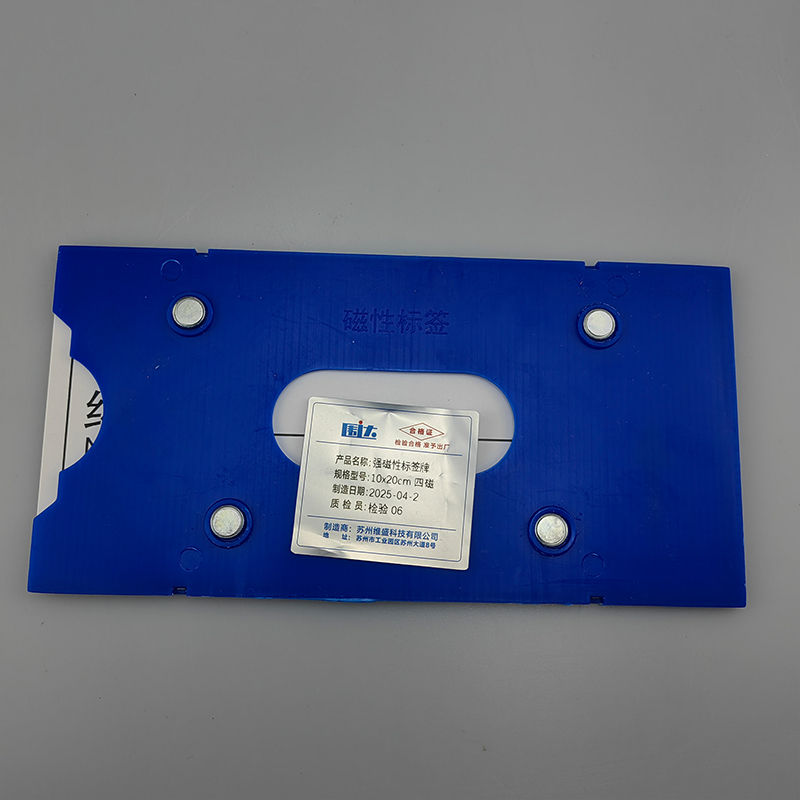 磁性标签
国达
合格证
检验合格 准予出厂
产品名称:强磁性标签牌
规格型号:10x20cm 四磁
制造日期:2025-04-2
质 检 员:检验 06
制造商:苏州维盛科技有限公司
地 址:苏州市工业园区苏州大道8号